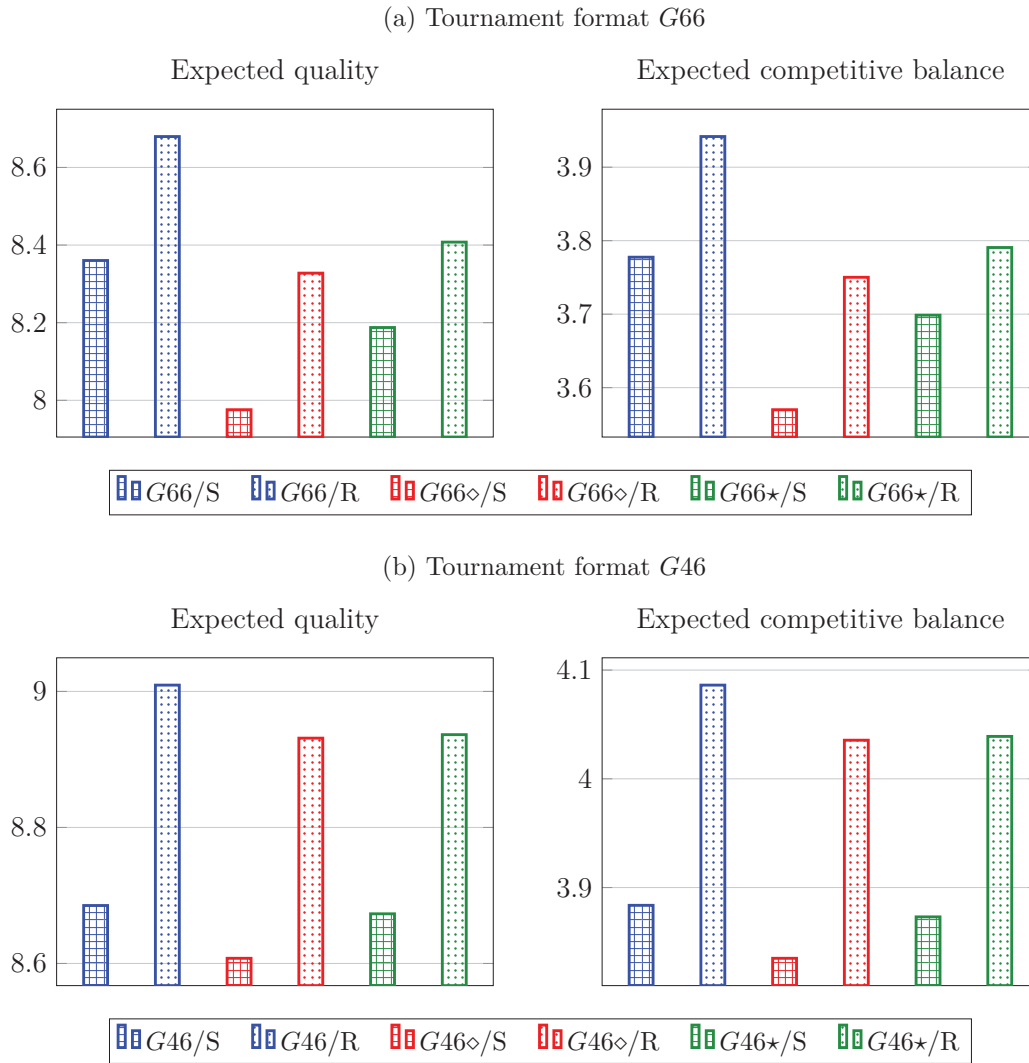 (a) Tournament format G66
Expected quality
Expected competitive balance
8.6
8.4
8.2
8
3.9
3.8
3.7
3.6
G66/S G66/R G66⋄/S G66⋄/R G66⋆/S G66⋆/R
(b) Tournament format G46
Expected quality
Expected competitive balance
9
8.8
8.6
4.1
4
3.9
G46/S G46/R G46⋄/S G46⋄/R G46⋆/S G46⋆/R